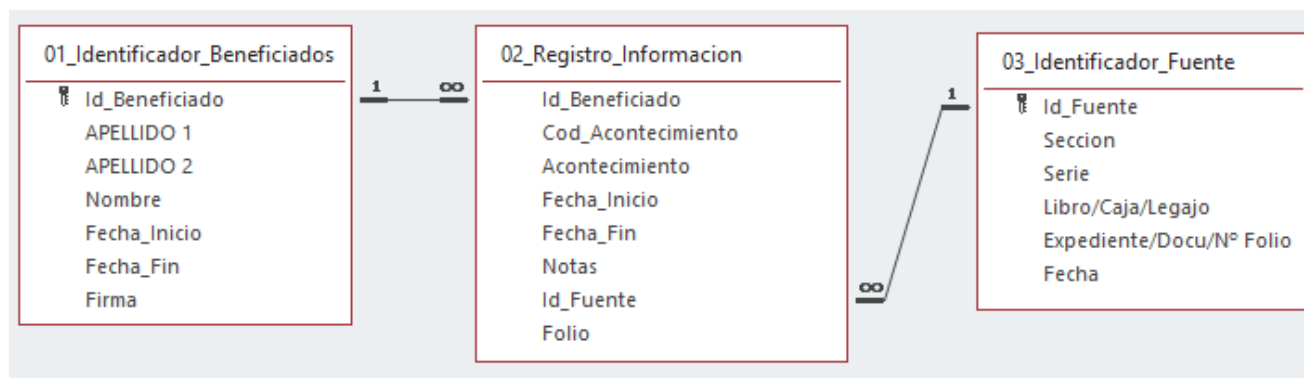 01_Identificador_Beneficiados
Id_Beneficiado
APELLIDO 1
APELLIDO 2
Nombre
Fecha_Inicio
Fecha_Fin
Firma
1
∞
02_Registro_Informacion
Id_Beneficiado
Cod_Acontecimiento
Acontecimiento
Fecha_Inicio
Fecha_Fin
Notas
Id_Fuente
Folio
∞
1
03_Identificador_Fuente
Id_Fuente
Seccion
Serie
Libro/Caja/Legajo
Expediente/Docu/Nº Folio
Fecha